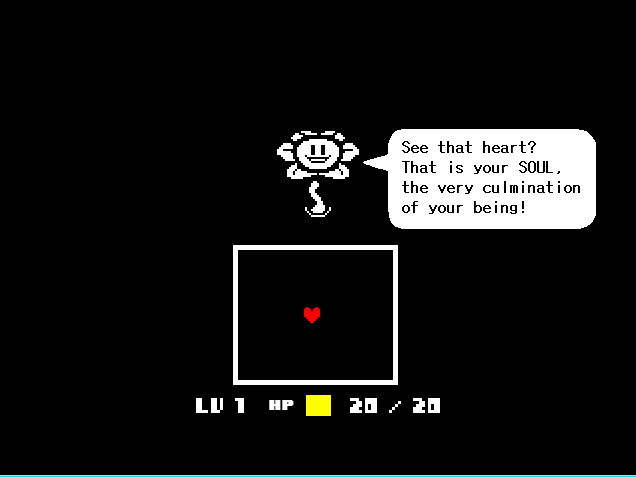 See that heart?
That is your SOUL,
the very culmination
of your being!
LV 1 HP 20 / 20